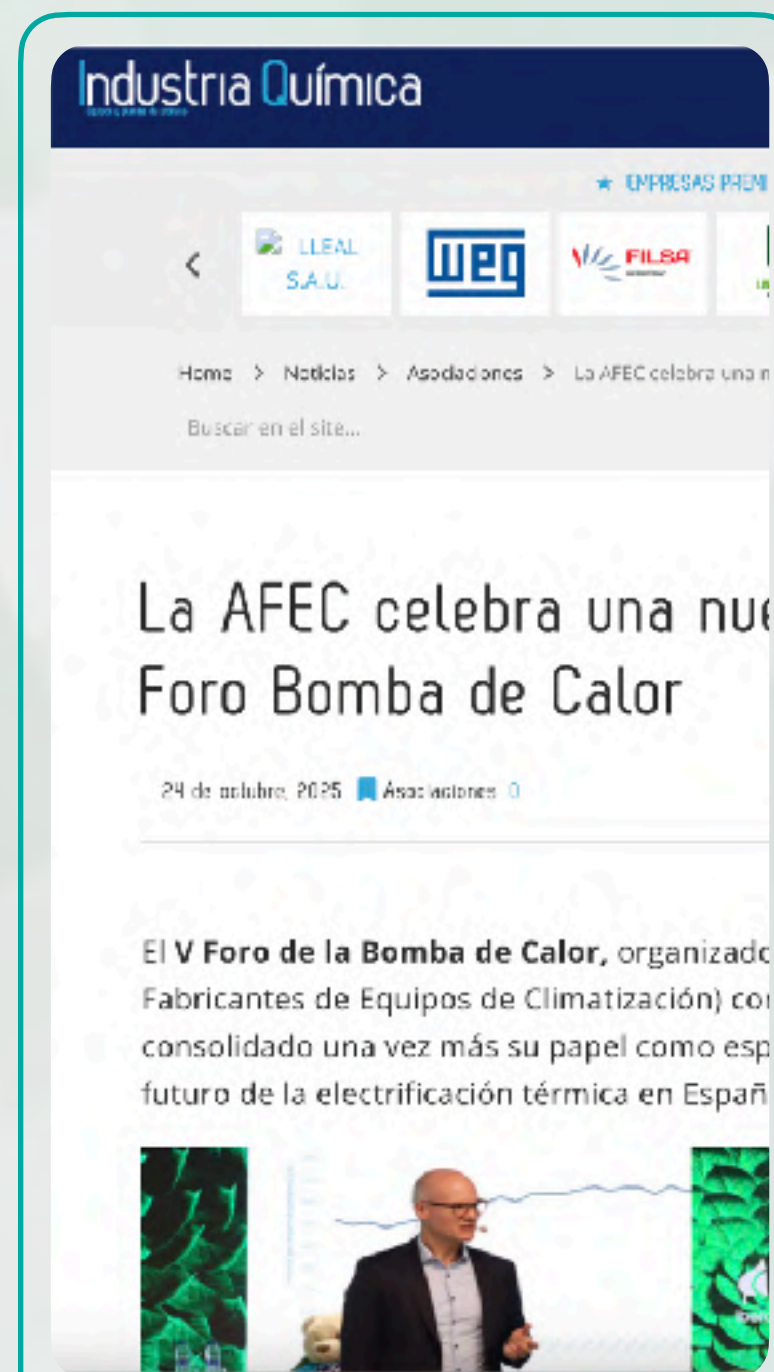 Industria Química
★ EMPRESAS PREMI
LLEAL
S.A.U.
WEG
FILSA
Home > Noticias > Asociaciones > La AFEC celebra una n
Buscar en el site...
La AFEC celebra una nue
Foro Bomba de Calor
24 de octubre, 2025 Asociaciones 0
El V Foro de la Bomba de Calor, organizado
Fabricantes de Equipos de Climatización) co
consolidado una vez más su papel como esp
futuro de la electrificación térmica en Españ